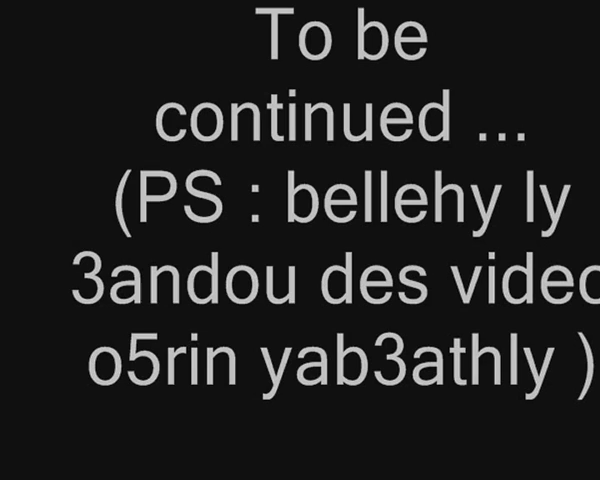 To be
continued ...
(PS : bellehy ly
3andou des video
o5rin yab3athly )